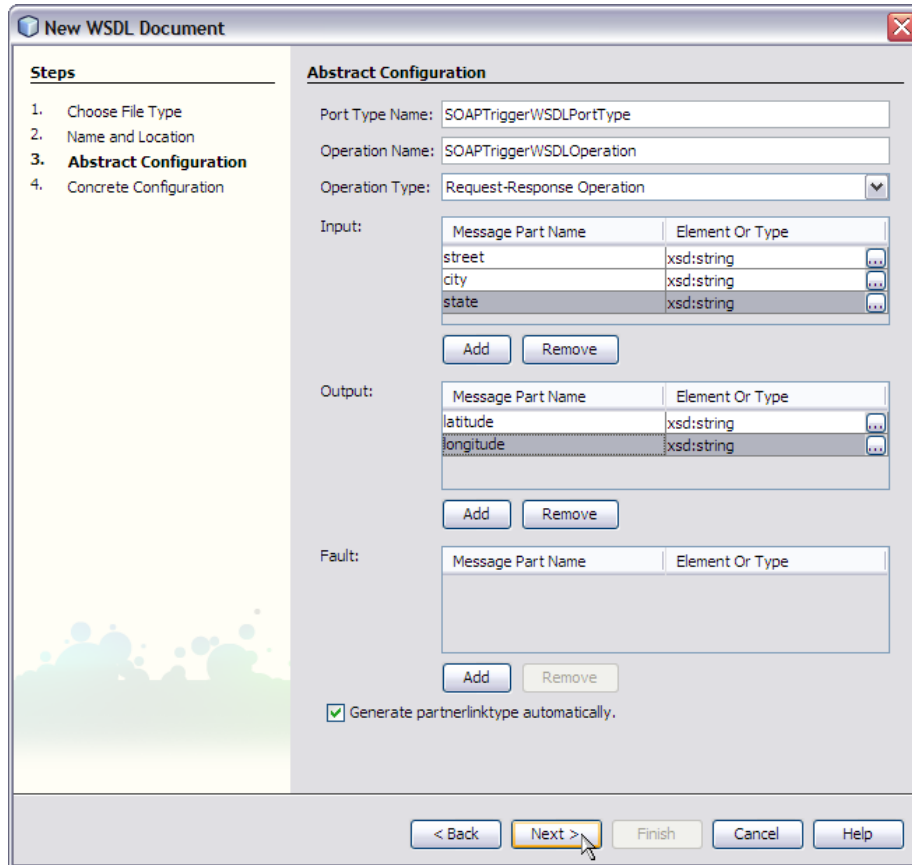 New WSDL Document
Steps
1. Choose File Type
2. Name and Location
3. Abstract Configuration
4. Concrete Configuration
Abstract Configuration
Port Type Name: SOAPTriggerWSDLPortType
Operation Name: SOAPTriggerWSDLOperation
Operation Type: Request-Response Operation
Input:
Message Part Name Element Or Type
street xsd:string ...
city xsd:string ...
state xsd:string ...
Add Remove
Output:
Message Part Name Element Or Type
latitude xsd:string ...
longitude xsd:string ...
Add Remove
Fault:
Message Part Name Element Or Type
Add Remove
Generate partnerlinktype automatically.
< Back Next > Finish Cancel Help